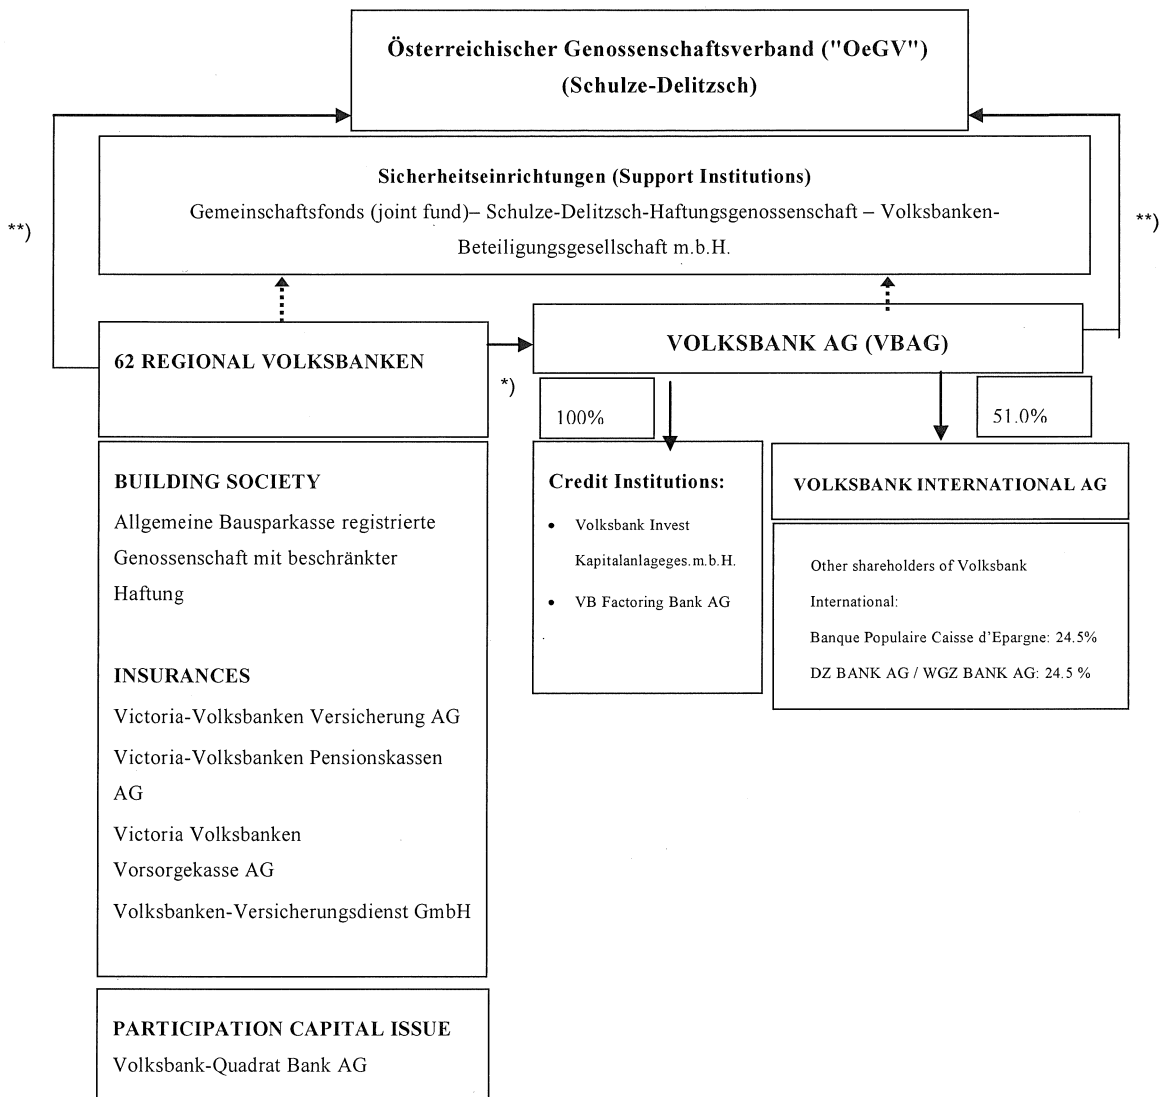 Österreichischer Genossenschaftsverband ("OeGV")
(Schulze-Delitzsch)
Sicherheitseinrichtungen (Support Institutions)
Gemeinschaftsfonds (joint fund)– Schulze-Delitzsch-Haftungsgenossenschaft – Volksbanken-
Beteiligungsgesellschaft m.b.H.
**)
**)
62 REGIONAL VOLKSBANKEN
*)
VOLKSBANK AG (VBAG)
100%
51.0%
BUILDING SOCIETY
Allgemeine Bausparkasse registrierte
Genossenschaft mit beschränkter
Haftung
INSURANCES
Victoria-Volksbanken Versicherung AG
Victoria-Volksbanken Pensionskassen
AG
Victoria Volksbanken
Vorsorgekasse AG
Volksbanken-Versicherungsdienst GmbH
Credit Institutions:
• Volksbank Invest
Kapitalanlageges.m.b.H.
• VB Factoring Bank AG
VOLKSBANK INTERNATIONAL AG
Other shareholders of Volksbank
International:
Banque Populaire Caisse d'Epargne: 24.5%
DZ BANK AG / WGZ BANK AG: 24.5 %
PARTICIPATION CAPITAL ISSUE
Volksbank-Quadrat Bank AG